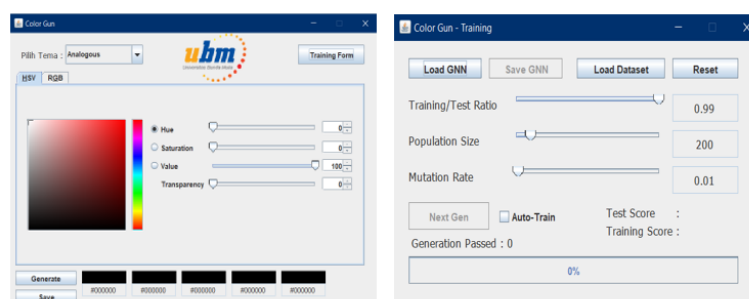 Color Gun
Pilih Tema : Analogous
ubm
Training Form
HSV RGB
Hue 0
Saturation 0
Value 100
Transparency 0
Generate
Save
#000000 #000000 #000000 #000000 #000000
Color Gun - Training
Load GNN Save GNN Load Dataset Reset
Training/Test Ratio 0.99
Population Size 200
Mutation Rate 0.01
Next Gen Auto-Train Test Score :
Training Score :
Generation Passed : 0
0%